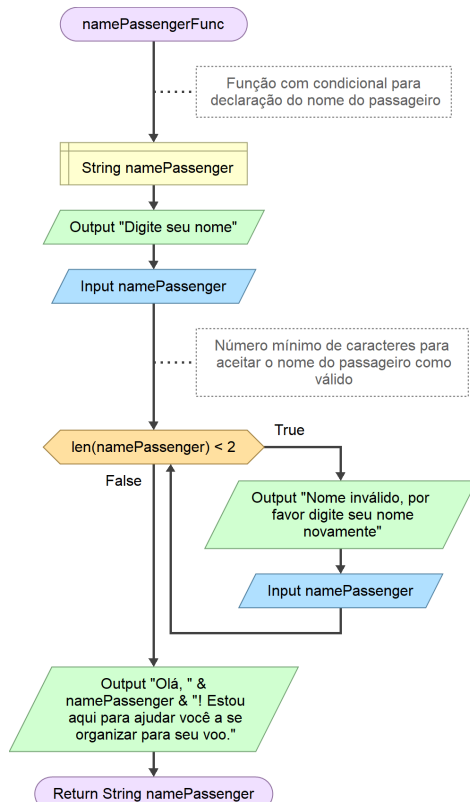 namePassengerFunc
Função com condicional para
declaração do nome do passageiro
String namePassenger
Output "Digite seu nome"
Input namePassenger
Número mínimo de caracteres para
aceitar o nome do passageiro como
válido
len(namePassenger) < 2
True
False
Output "Nome inválido, por
favor digite seu nome
novamente"
Input namePassenger
Output "Olá, " &
namePassenger & "! Estou
aqui para ajudar você a se
organizar para seu voo."
Return String namePassenger